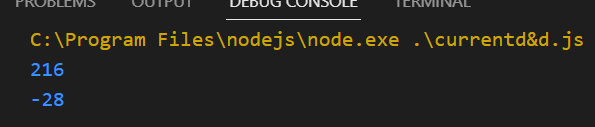 PROBLEMS OUTPUT DEBUG CONSOLE TERMINAL
C:\Program Files\nodejs\node.exe .\currentd&d.js
216
-28